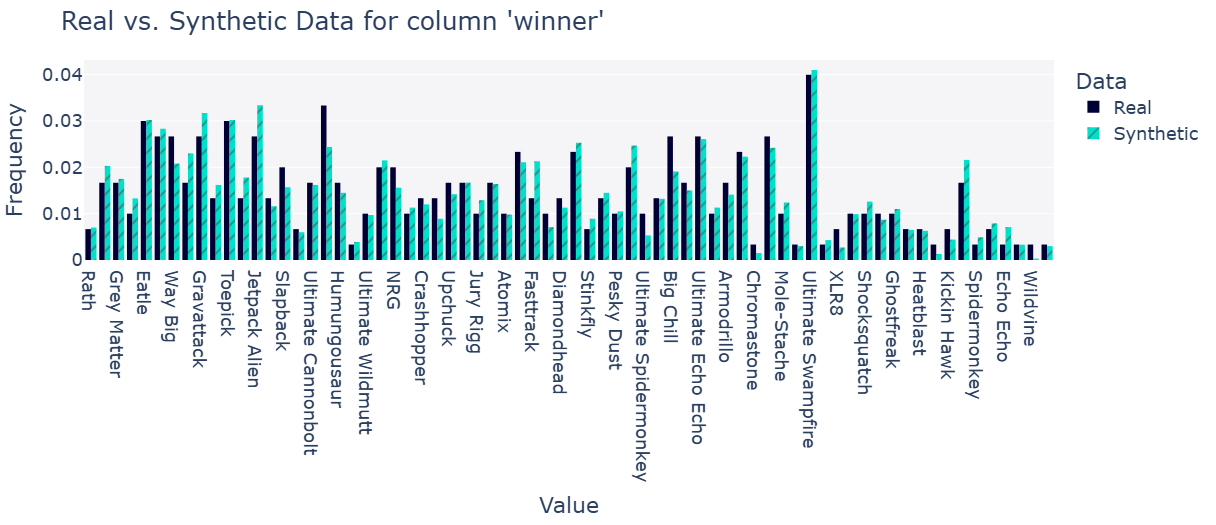 Real vs. Synthetic Data for column 'winner'
Frequency
0.04
0.03
0.02
0.01
0
Rath
Grey Matter
Eatle
Way Big
Gravattack
Toepick
Jetpack Alien
Slapback
Ultimate Cannonbolt
Humungousaur
Ultimate Wildmutt
NRG
Crashhopper
Upchuck
Jury Rigg
Atomix
Fasttrack
Diamondhead
Stinkfly
Pesky Dust
Ultimate Spidermonkey
Big Chill
Ultimate Echo Echo
Armodrillo
Chromastone
Mole-Stache
Ultimate Swampfire
XLR8
Shocksquatch
Ghostfreak
Heatblast
Kickin Hawk
Spidermonkey
Echo Echo
Wildvine
Value
Data
Real
Synthetic